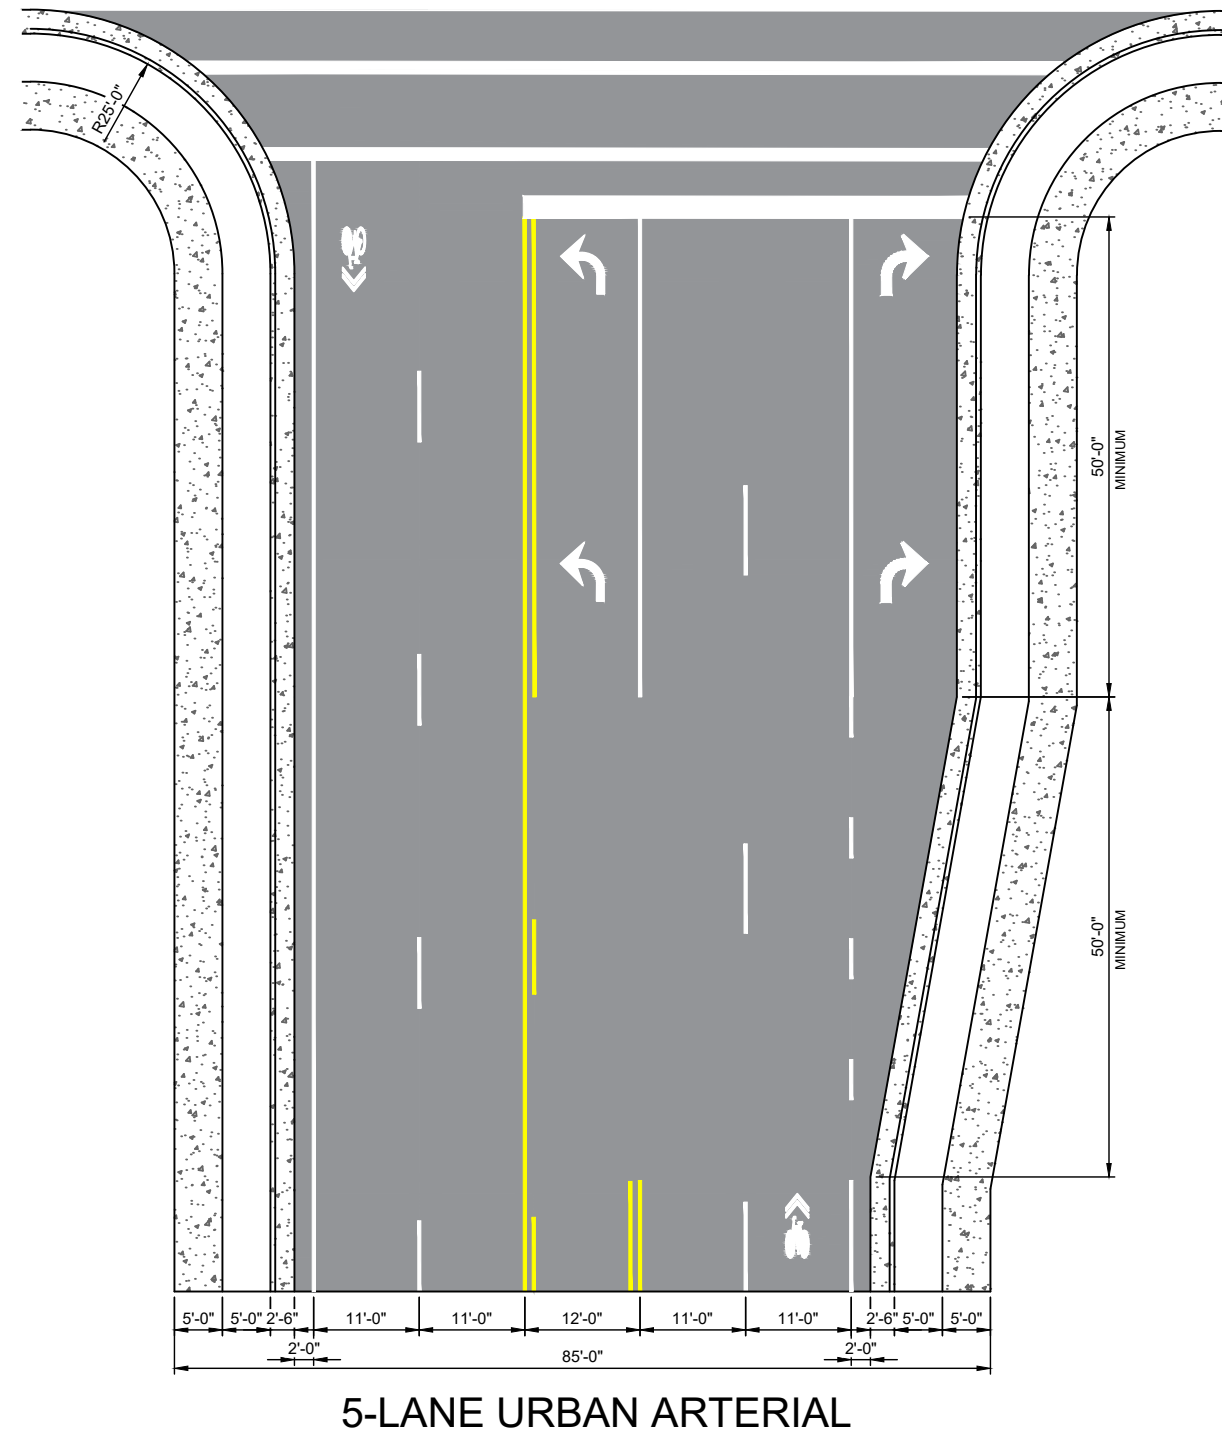 R25'-0"
50'-0"
MINIMUM
50'-0"
MINIMUM
5'-0" 5'-0" 2'-6" 11'-0" 11'-0" 12'-0" 11'-0" 11'-0" 2'-6" 5'-0" 5'-0"
2'-0" 85'-0" 2'-0"
5-LANE URBAN ARTERIAL